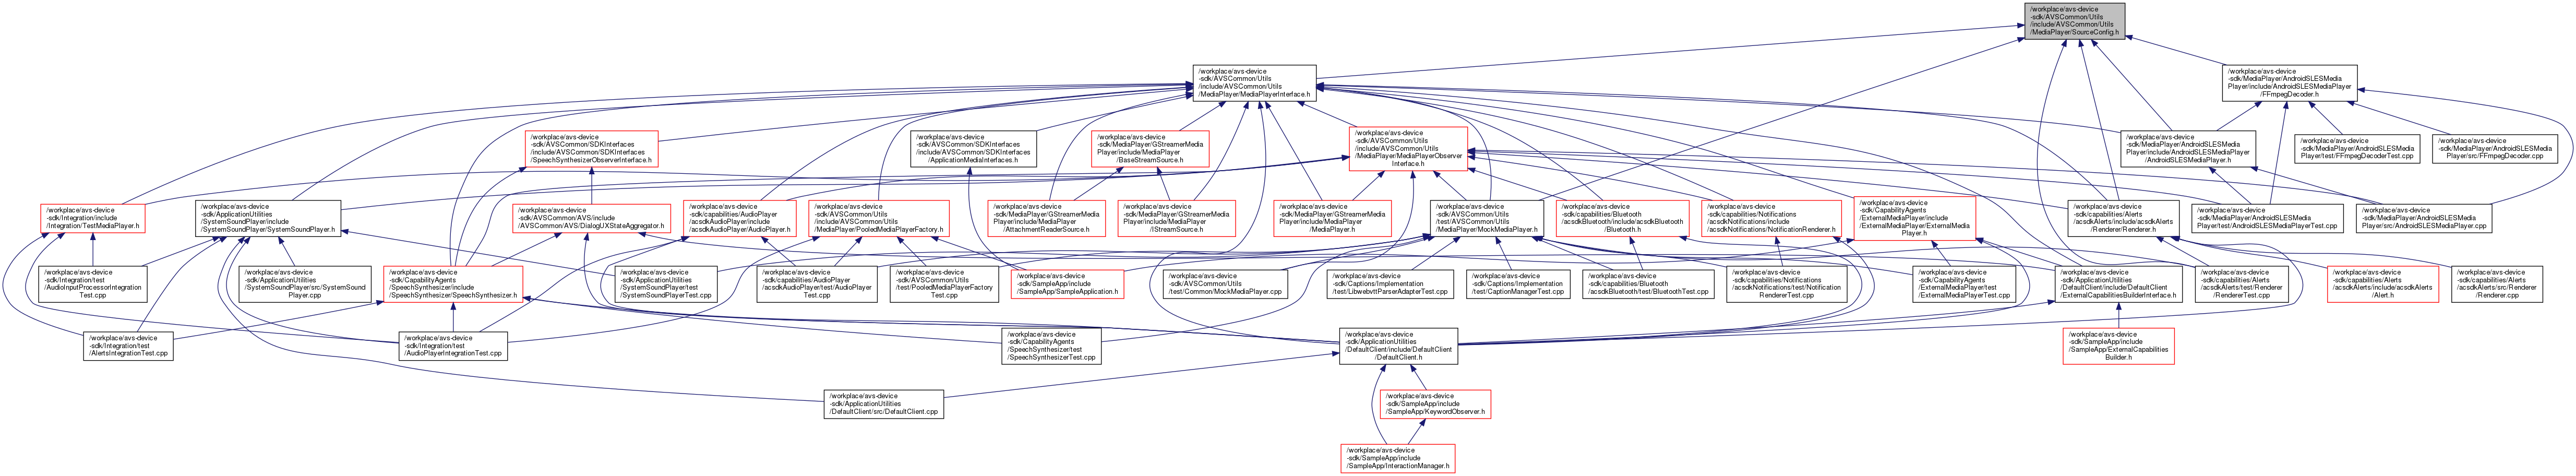 /workplace/avs-device
-sdk/AVSCommon/Utils
/include/AVSCommon/Utils
/MediaPlayer/SourceConfig.h
/workplace/avs-device
-sdk/AVSCommon/Utils
/include/AVSCommon/Utils
/MediaPlayer/MediaPlayerInterface.h
/workplace/avs-device
-sdk/MediaPlayer/AndroidSLESMedia
Player/include/AndroidSLESMediaPlayer
/FFmpegDecoder.h
/workplace/avs-device
-sdk/AVSCommon/SDKInterfaces
/include/AVSCommon/SDKInterfaces
/SpeechSynthesizerObserverInterface.h
/workplace/avs-device
-sdk/AVSCommon/SDKInterfaces
/include/AVSCommon/SDKInterfaces
/ApplicationMediaInterfaces.h
/workplace/avs-device
-sdk/MediaPlayer/GStreamerMedia
Player/include/MediaPlayer
/BaseStreamSource.h
/workplace/avs-device
-sdk/AVSCommon/Utils
/include/AVSCommon/Utils
/MediaPlayer/MediaPlayerObserver
Interface.h
/workplace/avs-device
-sdk/MediaPlayer/AndroidSLESMedia
Player/include/AndroidSLESMediaPlayer
/AndroidSLESMediaPlayer.h
/workplace/avs-device
-sdk/MediaPlayer/AndroidSLESMedia
Player/test/FFmpegDecoderTest.cpp
/workplace/avs-device
-sdk/MediaPlayer/AndroidSLESMedia
Player/src/FFmpegDecoder.cpp
/workplace/avs-device
-sdk/Integration/include
/Integration/TestMediaPlayer.h
/workplace/avs-device
-sdk/ApplicationUtilities
/SystemSoundPlayer/include
/SystemSoundPlayer/SystemSoundPlayer.h
/workplace/avs-device
-sdk/AVSCommon/AVS/include
/AVSCommon/AVS/DialogUXStateAggregator.h
/workplace/avs-device
-sdk/capabilities/AudioPlayer
/acsdkAudioPlayer/include
/acsdkAudioPlayer/AudioPlayer.h
/workplace/avs-device
-sdk/AVSCommon/Utils
/include/AVSCommon/Utils
/MediaPlayer/PooledMediaPlayerFactory.h
/workplace/avs-device
-sdk/MediaPlayer/GStreamerMedia
Player/include/MediaPlayer
/AttachmentReaderSource.h
/workplace/avs-device
-sdk/MediaPlayer/GStreamerMedia
Player/include/MediaPlayer
/IStreamSource.h
/workplace/avs-device
-sdk/MediaPlayer/GStreamerMedia
Player/include/MediaPlayer
/MediaPlayer.h
/workplace/avs-device
-sdk/AVSCommon/Utils
/test/AVSCommon/Utils
/MediaPlayer/MockMediaPlayer.h
/workplace/avs-device
-sdk/capabilities/Bluetooth
/acsdkBluetooth/include/acsdkBluetooth
/Bluetooth.h
/workplace/avs-device
-sdk/capabilities/Notifications
/acsdkNotifications/include
/acsdkNotifications/NotificationRenderer.h
/workplace/avs-device
-sdk/CapabilityAgents
/ExternalMediaPlayer/include
/ExternalMediaPlayer/ExternalMedia
Player.h
/workplace/avs-device
-sdk/capabilities/Alerts
/acsdkAlerts/include/acsdkAlerts
/Renderer/Renderer.h
/workplace/avs-device
-sdk/MediaPlayer/AndroidSLESMedia
Player/test/AndroidSLESMediaPlayerTest.cpp
/workplace/avs-device
-sdk/MediaPlayer/AndroidSLESMedia
Player/src/AndroidSLESMediaPlayer.cpp
/workplace/avs-device
-sdk/Integration/test
/AudioInputProcessorIntegration
Test.cpp
/workplace/avs-device
-sdk/ApplicationUtilities
/SystemSoundPlayer/src/SystemSound
Player.cpp
/workplace/avs-device
-sdk/CapabilityAgents
/SpeechSynthesizer/include
/SpeechSynthesizer/SpeechSynthesizer.h
/workplace/avs-device
-sdk/ApplicationUtilities
/SystemSoundPlayer/test
/SystemSoundPlayerTest.cpp
/workplace/avs-device
-sdk/capabilities/AudioPlayer
/acsdkAudioPlayer/test/AudioPlayer
Test.cpp
/workplace/avs-device
-sdk/AVSCommon/Utils
/test/PooledMediaPlayerFactory
Test.cpp
/workplace/avs-device
-sdk/SampleApp/include
/SampleApp/SampleApplication.h
/workplace/avs-device
-sdk/AVSCommon/Utils
/test/Common/MockMediaPlayer.cpp
/workplace/avs-device
-sdk/Captions/Implementation
/test/LibwebvttParserAdapterTest.cpp
/workplace/avs-device
-sdk/Captions/Implementation
/test/CaptionManagerTest.cpp
/workplace/avs-device
-sdk/capabilities/Bluetooth
/acsdkBluetooth/test/BluetoothTest.cpp
/workplace/avs-device
-sdk/capabilities/Notifications
/acsdkNotifications/test/Notification
RendererTest.cpp
/workplace/avs-device
-sdk/CapabilityAgents
/ExternalMediaPlayer/test
/ExternalMediaPlayerTest.cpp
/workplace/avs-device
-sdk/ApplicationUtilities
/DefaultClient/include/DefaultClient
/ExternalCapabilitiesBuilderInterface.h
/workplace/avs-device
-sdk/capabilities/Alerts
/acsdkAlerts/test/Renderer
/RendererTest.cpp
/workplace/avs-device
-sdk/capabilities/Alerts
/acsdkAlerts/include/acsdkAlerts
/Alert.h
/workplace/avs-device
-sdk/capabilities/Alerts
/acsdkAlerts/src/Renderer
/Renderer.cpp
/workplace/avs-device
-sdk/Integration/test
/AlertsIntegrationTest.cpp
/workplace/avs-device
-sdk/Integration/test
/AudioPlayerIntegrationTest.cpp
/workplace/avs-device
-sdk/CapabilityAgents
/SpeechSynthesizer/test
/SpeechSynthesizerTest.cpp
/workplace/avs-device
-sdk/ApplicationUtilities
/DefaultClient/include/DefaultClient
/DefaultClient.h
/workplace/avs-device
-sdk/SampleApp/include
/SampleApp/ExternalCapabilities
Builder.h
/workplace/avs-device
-sdk/ApplicationUtilities
/DefaultClient/src/DefaultClient.cpp
/workplace/avs-device
-sdk/SampleApp/include
/SampleApp/KeywordObserver.h
/workplace/avs-device
-sdk/SampleApp/include
/SampleApp/InteractionManager.h